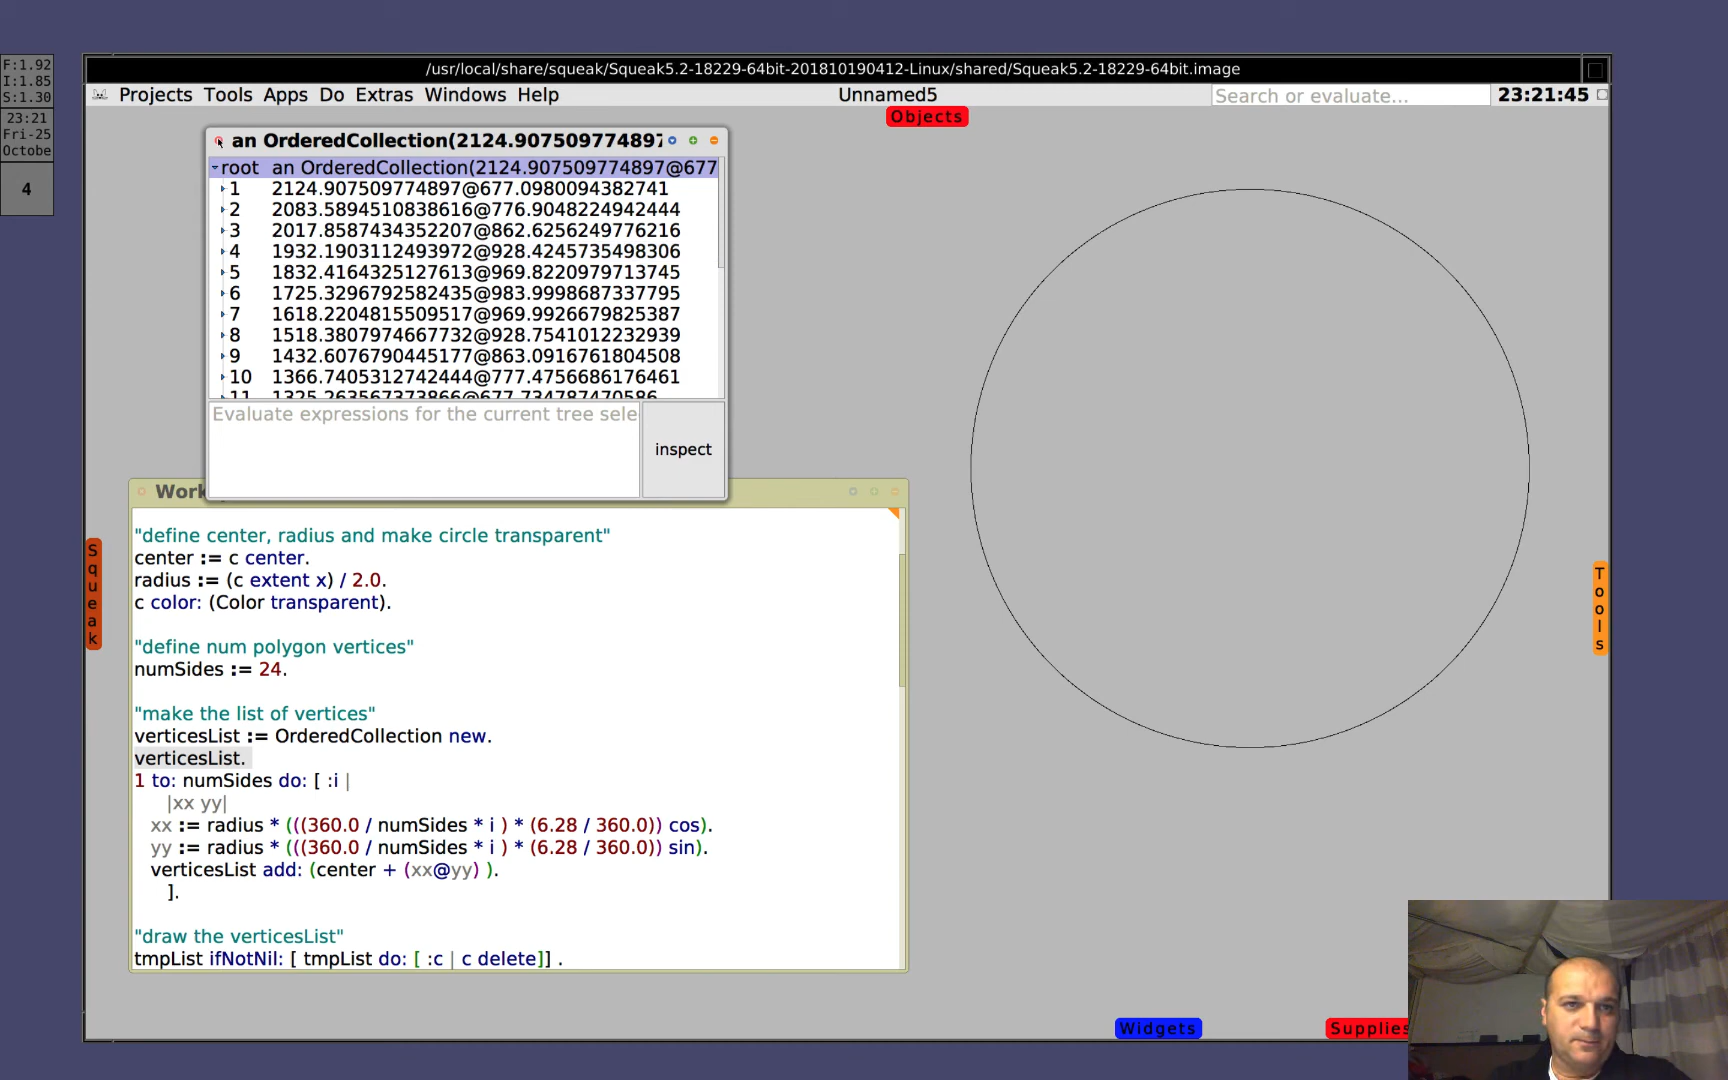 F:1.92
I:1.85
S:1.30
23:21
Fri-25
Octobe
4
/usr/local/share/squeak/Squeak5.2-18229-64bit-201810190412-Linux/shared/Squeak5.2-18229-64bit.image
Projects Tools Apps Do Extras Windows Help Unnamed5 Search or evaluate... 23:21:45
Objects
an OrderedCollection(2124.907509774897
root an OrderedCollection(2124.907509774897@677
1 2124.907509774897@677.0980094382741
2 2083.5894510838616@776.9048224942444
3 2017.8587434352207@862.6256249776216
4 1932.1903112493972@928.4245735498306
5 1832.4164325127613@969.8220979713745
6 1725.3296792582435@983.9998687337795
7 1618.2204815509517@969.9926679825387
8 1518.3807974667732@928.7541012232939
9 1432.6076790445177@863.0916761804508
10 1366.7405312742444@777.4756686176461
11 1325.263567373866@677.734787470586
Evaluate expressions for the current tree sele
inspect
Work
"define center, radius and make circle transparent"
center := c center.
radius := (c extent x) / 2.0.
c color: (Color transparent).
"define num polygon vertices"
numSides := 24.
"make the list of vertices"
verticesList := OrderedCollection new.
verticesList.
1 to: numSides do: [ :i |
|xx yy|
xx := radius * (((360.0 / numSides * i ) * (6.28 / 360.0)) cos).
yy := radius * (((360.0 / numSides * i ) * (6.28 / 360.0)) sin).
verticesList add: (center + (xx@yy) ).
].
"draw the verticesList"
tmpList ifNotNil: [ tmpList do: [ :c | c delete]] .
Squeak
Tools
Widgets
Supplies